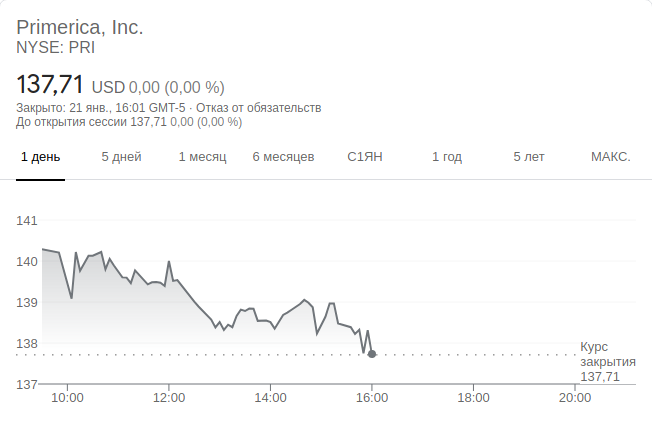 Primerica, Inc.
NYSE: PRI
137,71 USD 0,00 (0,00 %)
Закрыто: 21 янв., 16:01 GMT-5 · Отказ от обязательств
До открытия сессии 137,71 0,00 (0,00 %)
1 день 5 дней 1 месяц 6 месяцев С1ЯН 1 год 5 лет МАКС.
141
140
139
138
Курс
закрытия
137,71
137
10:00 12:00 14:00 16:00 18:00 20:00